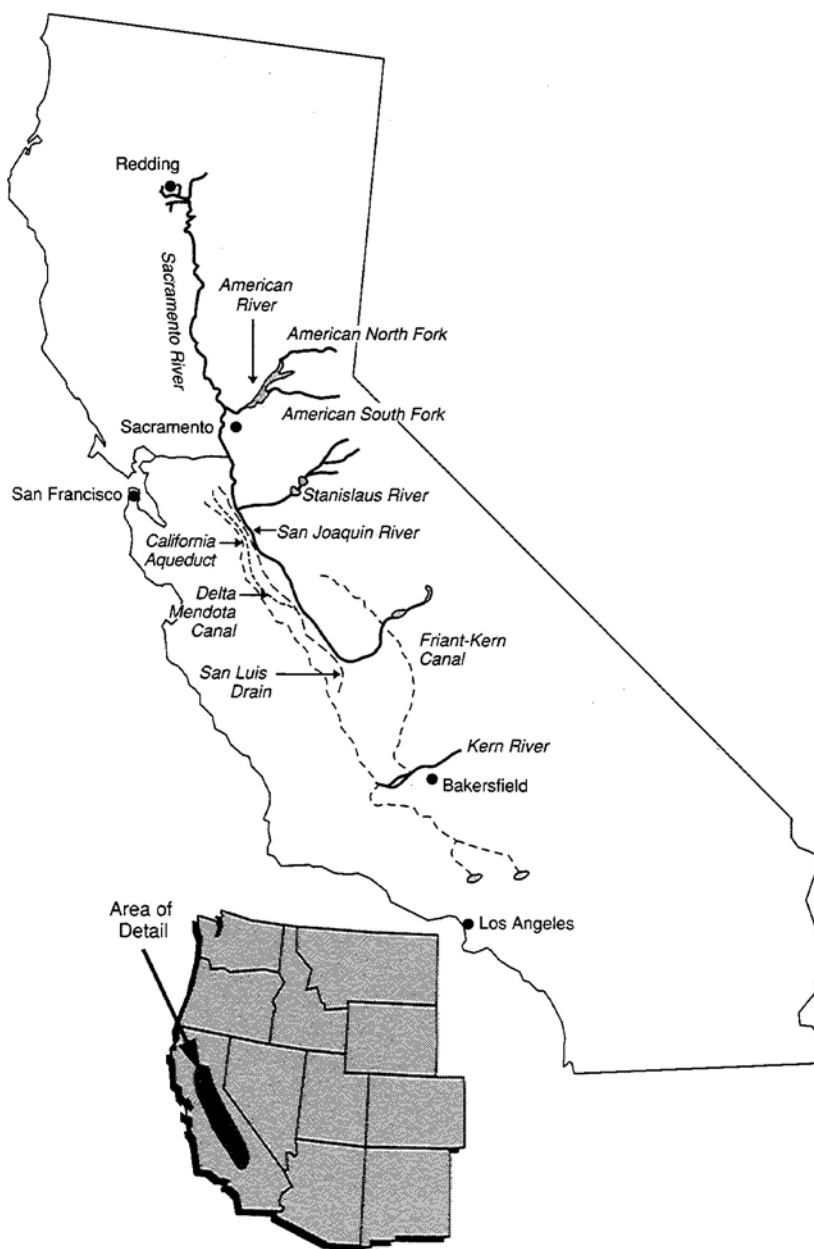 Redding
Sacramento River
American
River
American North Fork
American South Fork
Sacramento
San Francisco
Stanislaus River
San Joaquin River
California
Aqueduct
Delta
Mendota
Canal
Friant-Kern
Canal
San Luis
Drain
Kern River
Bakersfield
Area of
Detail
Los Angeles